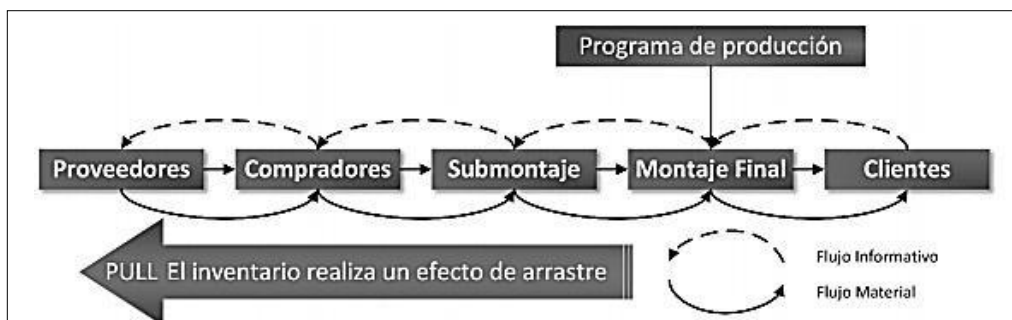 Programa de producción
Proveedores
Compradores
Submontaje
Montaje Final
Clientes
PULL El inventario realiza un efecto de arrastre
Flujo Informativo
Flujo Material